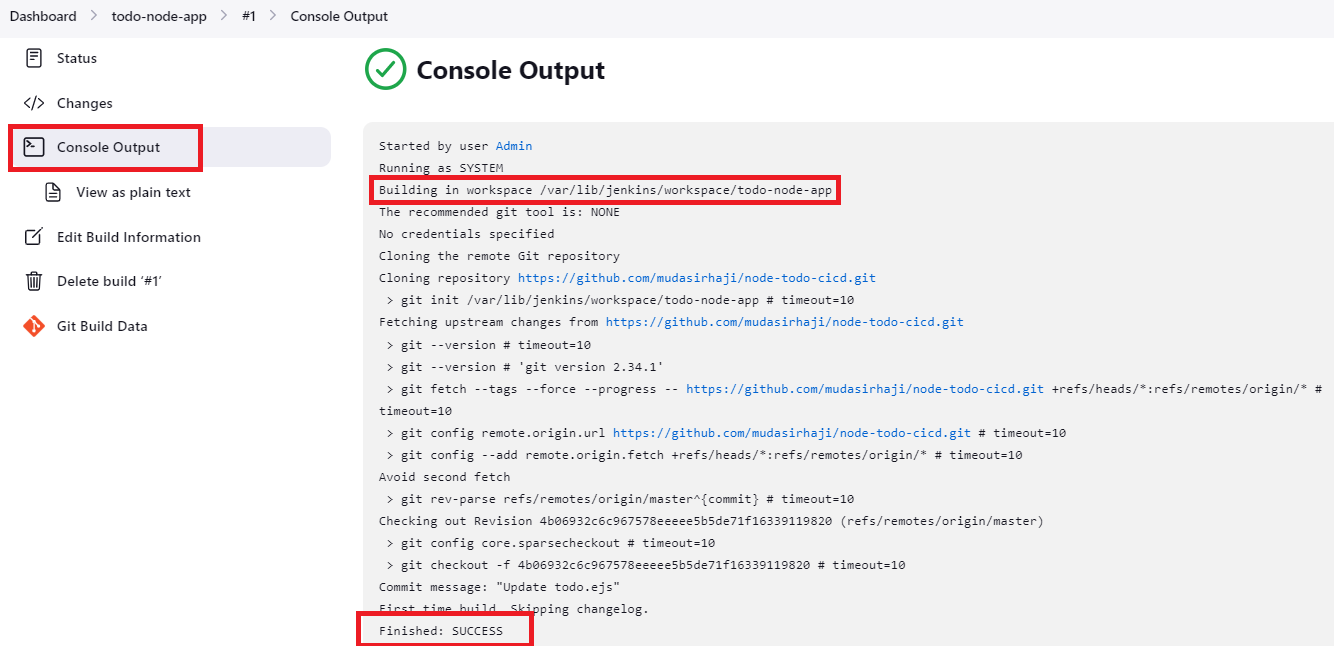 Dashboard > todo-node-app > #1 > Console Output
Status
Changes
Console Output
View as plain text
Edit Build Information
Delete build ‘#1’
Git Build Data
Console Output
Started by user Admin
Running as SYSTEM
Building in workspace /var/lib/jenkins/workspace/todo-node-app
The recommended git tool is: NONE
No credentials specified
Cloning the remote Git repository
Cloning repository https://github.com/mudasirhaji/node-todo-cicd.git
> git init /var/lib/jenkins/workspace/todo-node-app # timeout=10
Fetching upstream changes from https://github.com/mudasirhaji/node-todo-cicd.git
> git --version # timeout=10
> git --version # 'git version 2.34.1'
> git fetch --tags --force --progress -- https://github.com/mudasirhaji/node-todo-cicd.git +refs/heads/*:refs/remotes/origin/* #
timeout=10
> git config remote.origin.url https://github.com/mudasirhaji/node-todo-cicd.git # timeout=10
> git config --add remote.origin.fetch +refs/heads/*:refs/remotes/origin/* # timeout=10
Avoid second fetch
> git rev-parse refs/remotes/origin/master^{commit} # timeout=10
Checking out Revision 4b06932c6c967578eeeee5b5de71f16339119820 (refs/remotes/origin/master)
> git config core.sparsecheckout # timeout=10
> git checkout -f 4b06932c6c967578eeeee5b5de71f16339119820 # timeout=10
Commit message: "Update todo.ejs"
First time build. Skipping changelog.
Finished: SUCCESS